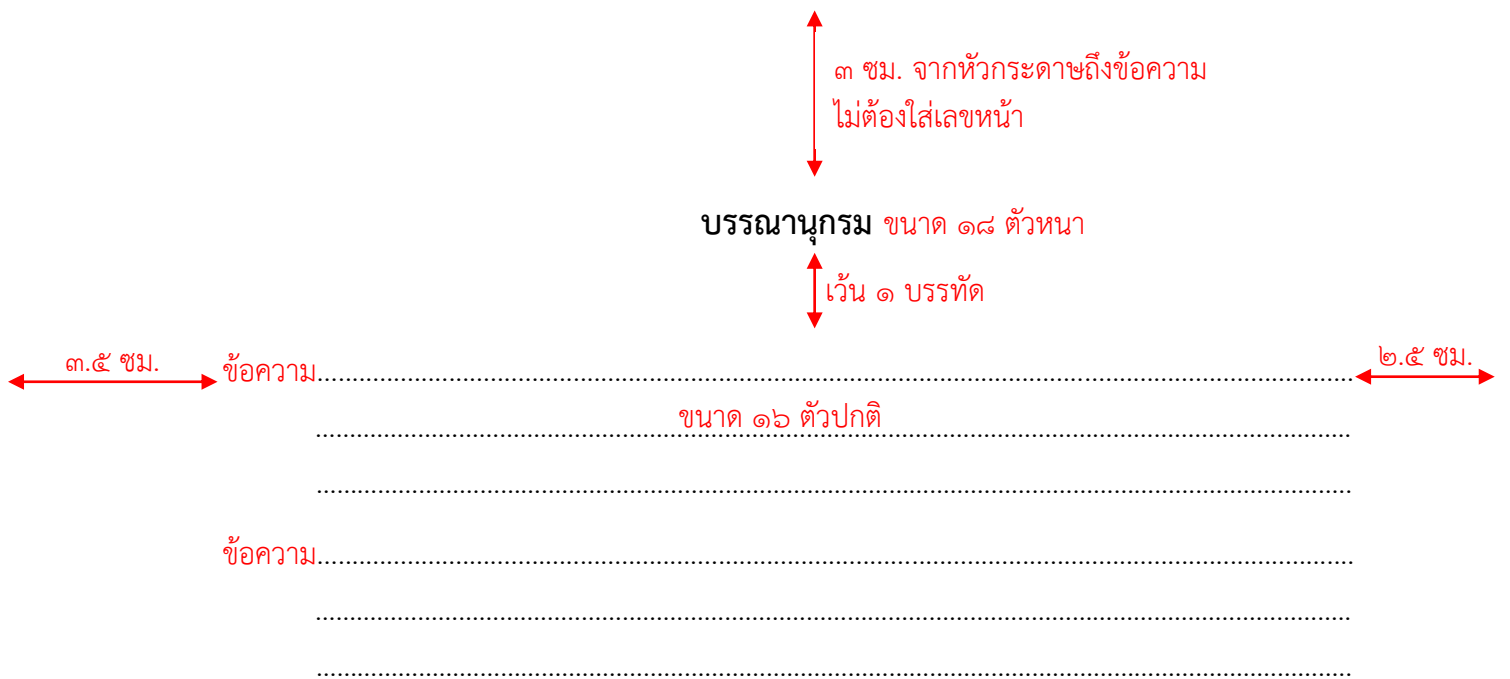 ๓ ซม. จากหัวกระดาษถึงข้อความ
ไม่ต้องใส่เลขหน้า
บรรณานุกรม ขนาด ๑๘ ตัวหนา
เว้น ๑ บรรทัด
๓.๕ ซม. ข้อความ........................................................................................................................ ๒.๕ ซม.
ขนาด ๑๖ ตัวปกติ
........................................................................................................................
........................................................................................................................
ข้อความ........................................................................................................................
........................................................................................................................
........................................................................................................................